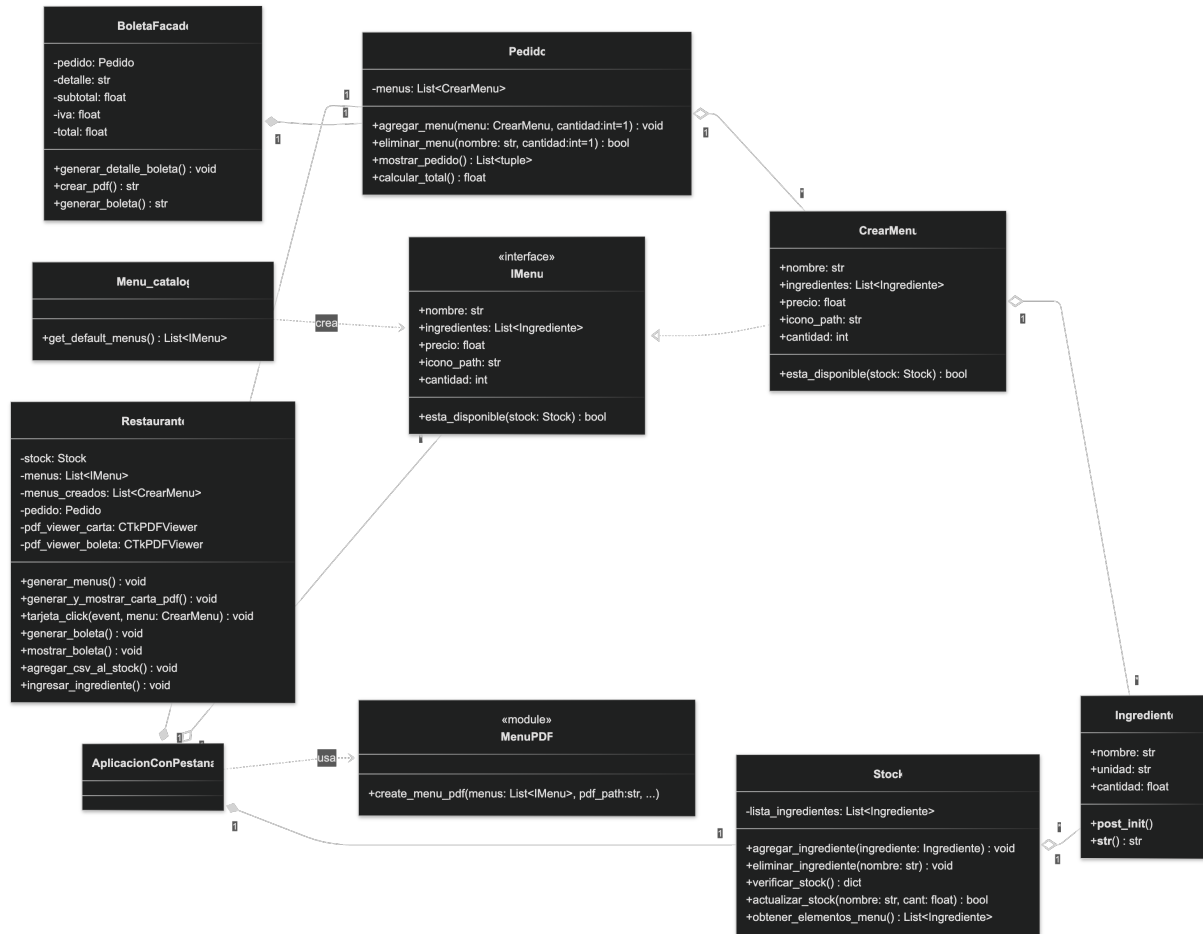 BoletaFacade
-pedido: Pedido
-detalle: str
-subtotal: float
-iva: float
-total: float
+generar_detalle_boleta() : void
+crear_pdf() : str
+generar_boleta() : str
1
1
1
Pedido
-menus: List<CrearMenu>
+agregar_menu(menu: CrearMenu, cantidad:int=1) : void
+eliminar_menu(nombre: str, cantidad:int=1) : bool
+mostrar_pedido() : List<tuple>
+calcular_total() : float
1
*
CrearMenu
+nombre: str
+ingredientes: List<Ingrediente>
+precio: float
+icono_path: str
+cantidad: int
+esta_disponible(stock: Stock) : bool
1
«interface»
IMenu
+nombre: str
+ingredientes: List<Ingrediente>
+precio: float
+icono_path: str
+cantidad: int
+esta_disponible(stock: Stock) : bool
*
Menu_catalog
+get_default_menus() : List<IMenu>
crea
Restaurante
-stock: Stock
-menus: List<IMenu>
-menus_creados: List<CrearMenu>
-pedido: Pedido
-pdf_viewer_carta: CTkPDFViewer
-pdf_viewer_boleta: CTkPDFViewer
+generar_menus() : void
+generar_y_mostrar_carta_pdf() : void
+tarjeta_click(event, menu: CrearMenu) : void
+generar_boleta() : void
+mostrar_boleta() : void
+agregar_csv_al_stock() : void
+ingresar_ingrediente() : void
1
AplicacionConPestana
usa
1
«module»
MenuPDF
+create_menu_pdf(menus: List<IMenu>, pdf_path:str, ...)
1
Stock
-lista_ingredientes: List<Ingrediente>
+agregar_ingrediente(ingrediente: Ingrediente) : void
+eliminar_ingrediente(nombre: str) : void
+verificar_stock() : dict
+actualizar_stock(nombre: str, cant: float) : bool
+obtener_elementos_menu() : List<Ingrediente>
*
*
1
Ingrediente
+nombre: str
+unidad: str
+cantidad: float
+post_init()
+str() : str